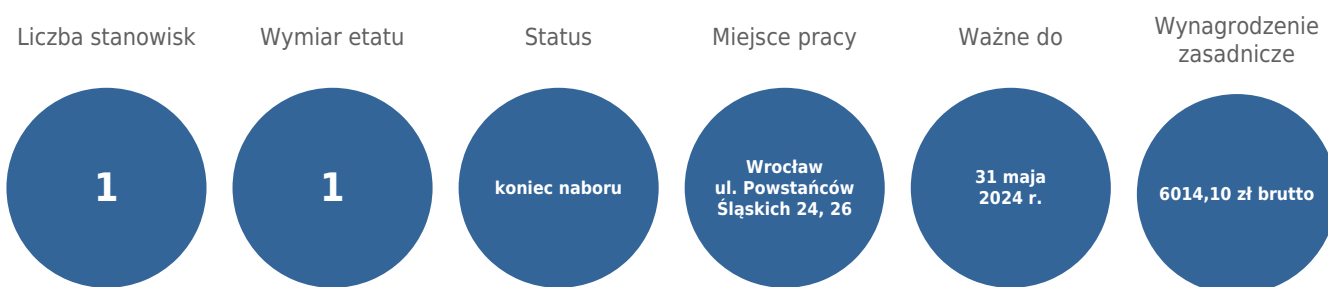 Liczba stanowisk
1
Wymiar etatu
1
Status
koniec naboru
Miejsce pracy
Wrocław
ul. Powstańców
Śląskich 24, 26
Ważne do
31 maja
2024 r.
Wynagrodzenie
zasadnicze
6014,10 zł brutto